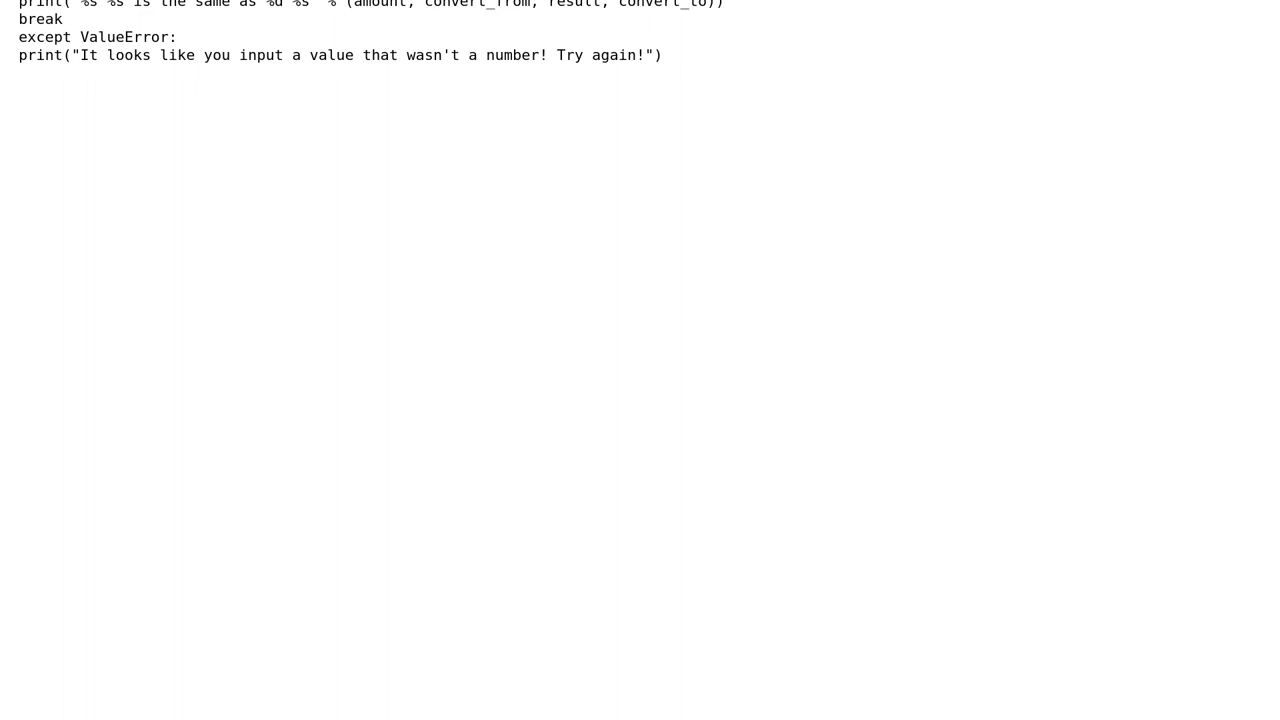 print("%s %s is the same as %d %s" % (amount, convert_from, result, convert_to))
break
except ValueError:
print("It looks like you input a value that wasn't a number! Try again!")